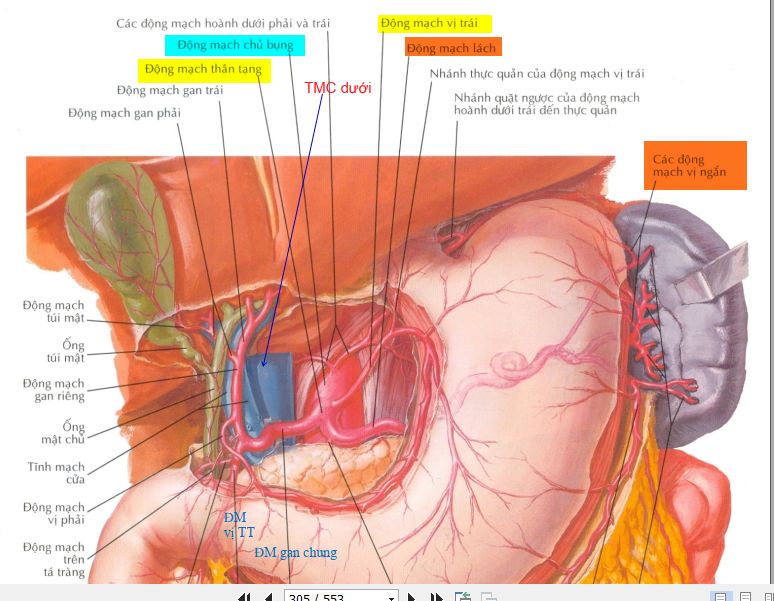 Các động mạch hoành dưới phải và trái
Động mạch chủ bụng
Động mạch thân tạng
Động mạch gan trái
Động mạch gan phải
TMC dưới
Động mạch vị trái
Động mạch lách
Nhánh thực quản của động mạch vị trái
Nhánh quặt ngược của động mạch
hoành dưới trái đến thực quản
Các động
mạch vị ngắn
Động mạch
túi mật
Ống
túi mật
Động mạch
gan riêng
Ống
mật chủ
Tĩnh mạch
cửa
Động mạch
vị phải
Động mạch
trên
tá tràng
ĐM
vị TT
ĐM gan chung
305 / 553